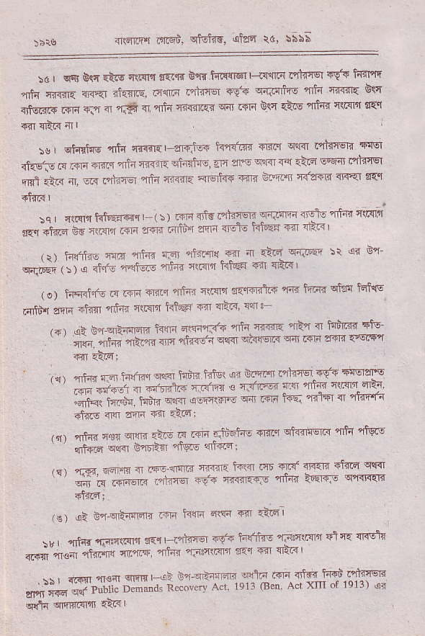 ১৯২৬ বাংলাদেশ গেজেট, অতিরিক্ত, এপ্রিল ২৫, ১৯৯৯
১৫। অন্য উৎস হইতে সংযোগ গ্রহণের উপর নিষেধাজ্ঞা।—যেখানে পৌরসভা কর্তৃক নিরাপদ
পানি সরবরাহ ব্যবস্থা রহিয়াছে, সেখানে পৌরসভা কর্তৃক অনুমোদিত পানি সরবরাহ উৎস
ব্যতিরেকে কোন কূপ বা পুকুর বা পানি সরবরাহের অন্য কোন উৎস হইতে পানির সংযোগ গ্রহণ
করা যাইবে না।
১৬। অনিয়মিত পানি সরবরাহ।—প্রাকৃতিক বিপর্যয়ের কারণে অথবা পৌরসভার ক্ষমতা
বহির্ভূত যে কোন কারণে পানি সরবরাহ অনিয়মিত, হ্রাস প্রাপ্ত অথবা বন্ধ হইলে তজ্জন্য পৌরসভা
দায়ী হইবে না, তবে পৌরসভা পানি সরবরাহ স্বাভাবিক করার উদ্দেশ্যে সর্বপ্রকার ব্যবস্থা গ্রহণ
করিবে।
১৭। সংযোগ বিচ্ছিন্নকরণ।—(১) কোন ব্যক্তি পৌরসভার অনুমোদন ব্যতীত পানির সংযোগ
গ্রহণ করিলে উক্ত সংযোগ কোন প্রকার নোটিশ প্রদান ব্যতীত বিচ্ছিন্ন করা যাইবে।
(২) নির্ধারিত সময়ে পানির মূল্য পরিশোধ করা না হইলে অনুচ্ছেদ ১২ এর উপ-
অনুচ্ছেদ (১) এ বর্ণিত পদ্ধতিতে পানির সংযোগ বিচ্ছিন্ন করা যাইবে।
(৩) নিম্নবর্ণিত যে কোন কারণে পানির সংযোগ গ্রহণকারীকে পনর দিনের অগ্রিম লিখিত
নোটিশ প্রদান করিয়া পানির সংযোগ বিচ্ছিন্ন করা যাইবে, যথা:—
(ক) এই উপ-আইনমালার বিধান লংঘনপূর্বক পানি সরবরাহ পাইপ বা মিটারের ক্ষতি-
সাধন, পানির পাইপের ব্যাস পরিবর্তন অথবা অবৈধভাবে অন্য কোন প্রকার হস্তক্ষেপ
করা হইলে;
(খ) পানির মূল্য নির্ধারণ অথবা মিটার রিডিং এর উদ্দেশ্যে পৌরসভা কর্তৃক ক্ষমতাপ্রাপ্ত
কোন কর্মকর্তা বা কর্মচারীকে সূর্যোদয় ও সূর্যাস্তের মধ্যে পানির সংযোগ লাইন,
প্লাম্বিং সিস্টেম, মিটার অথবা এতদসংক্রান্ত অন্য কোন কিছু পরীক্ষা বা পরিদর্শন
করিতে বাধা প্রদান করা হইলে;
(গ) পানির সঞ্চয় আধার হইতে যে কোন ত্রুটিজনিত কারণে অবিরামভাবে পানি পড়িতে
থাকিলে অথবা উপচাইয়া পড়িতে থাকিলে;
(ঘ) পুকুর, জলাশয় বা ক্ষেত-খামারে সরবরাহ কিংবা সেচ কার্যে ব্যবহার করিলে অথবা
অন্য যে কোনভাবে পৌরসভা কর্তৃক সরবরাহকৃত পানির ইচ্ছাকৃত অপব্যবহার
করিলে;
(ঙ) এই উপ-আইনমালার কোন বিধান লংঘন করা হইলে।
১৮। পানির পুনঃসংযোগ গ্রহণ।—পৌরসভা কর্তৃক নির্ধারিত পুনঃসংযোগ ফী সহ যাবতীয়
বকেয়া পাওনা পরিশোধ সাপেক্ষে, পানির পুনঃসংযোগ গ্রহণ করা যাইবে।
১৯। বকেয়া পাওনা আদায়।—এই উপ-আইনমালার অধীনে কোন ব্যক্তির নিকট পৌরসভার
প্রাপ্য সকল অর্থ Public Demands Recovery Act, 1913 (Ben, Act XIII of 1913) এর
অধীন আদায়যোগ্য হইবে।